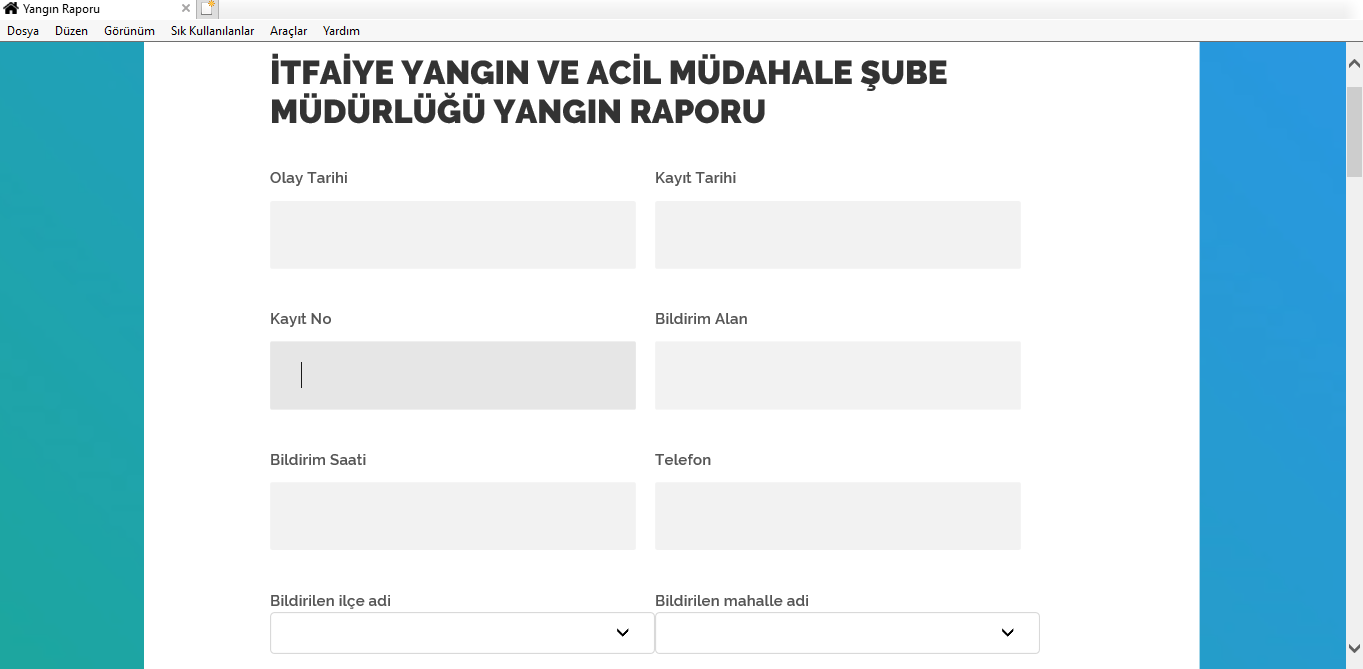 Yangın Raporu
Dosya Düzen Görünüm Sık Kullanılanlar Araçlar Yardım
İTFAİYE YANGIN VE ACİL MÜDAHALE ŞUBE
MÜDÜRLÜĞÜ YANGIN RAPORU
Olay Tarihi Kayıt Tarihi
Kayıt No Bildirim Alan
Bildirim Saati Telefon
Bildirilen ilçe adi Bildirilen mahalle adi